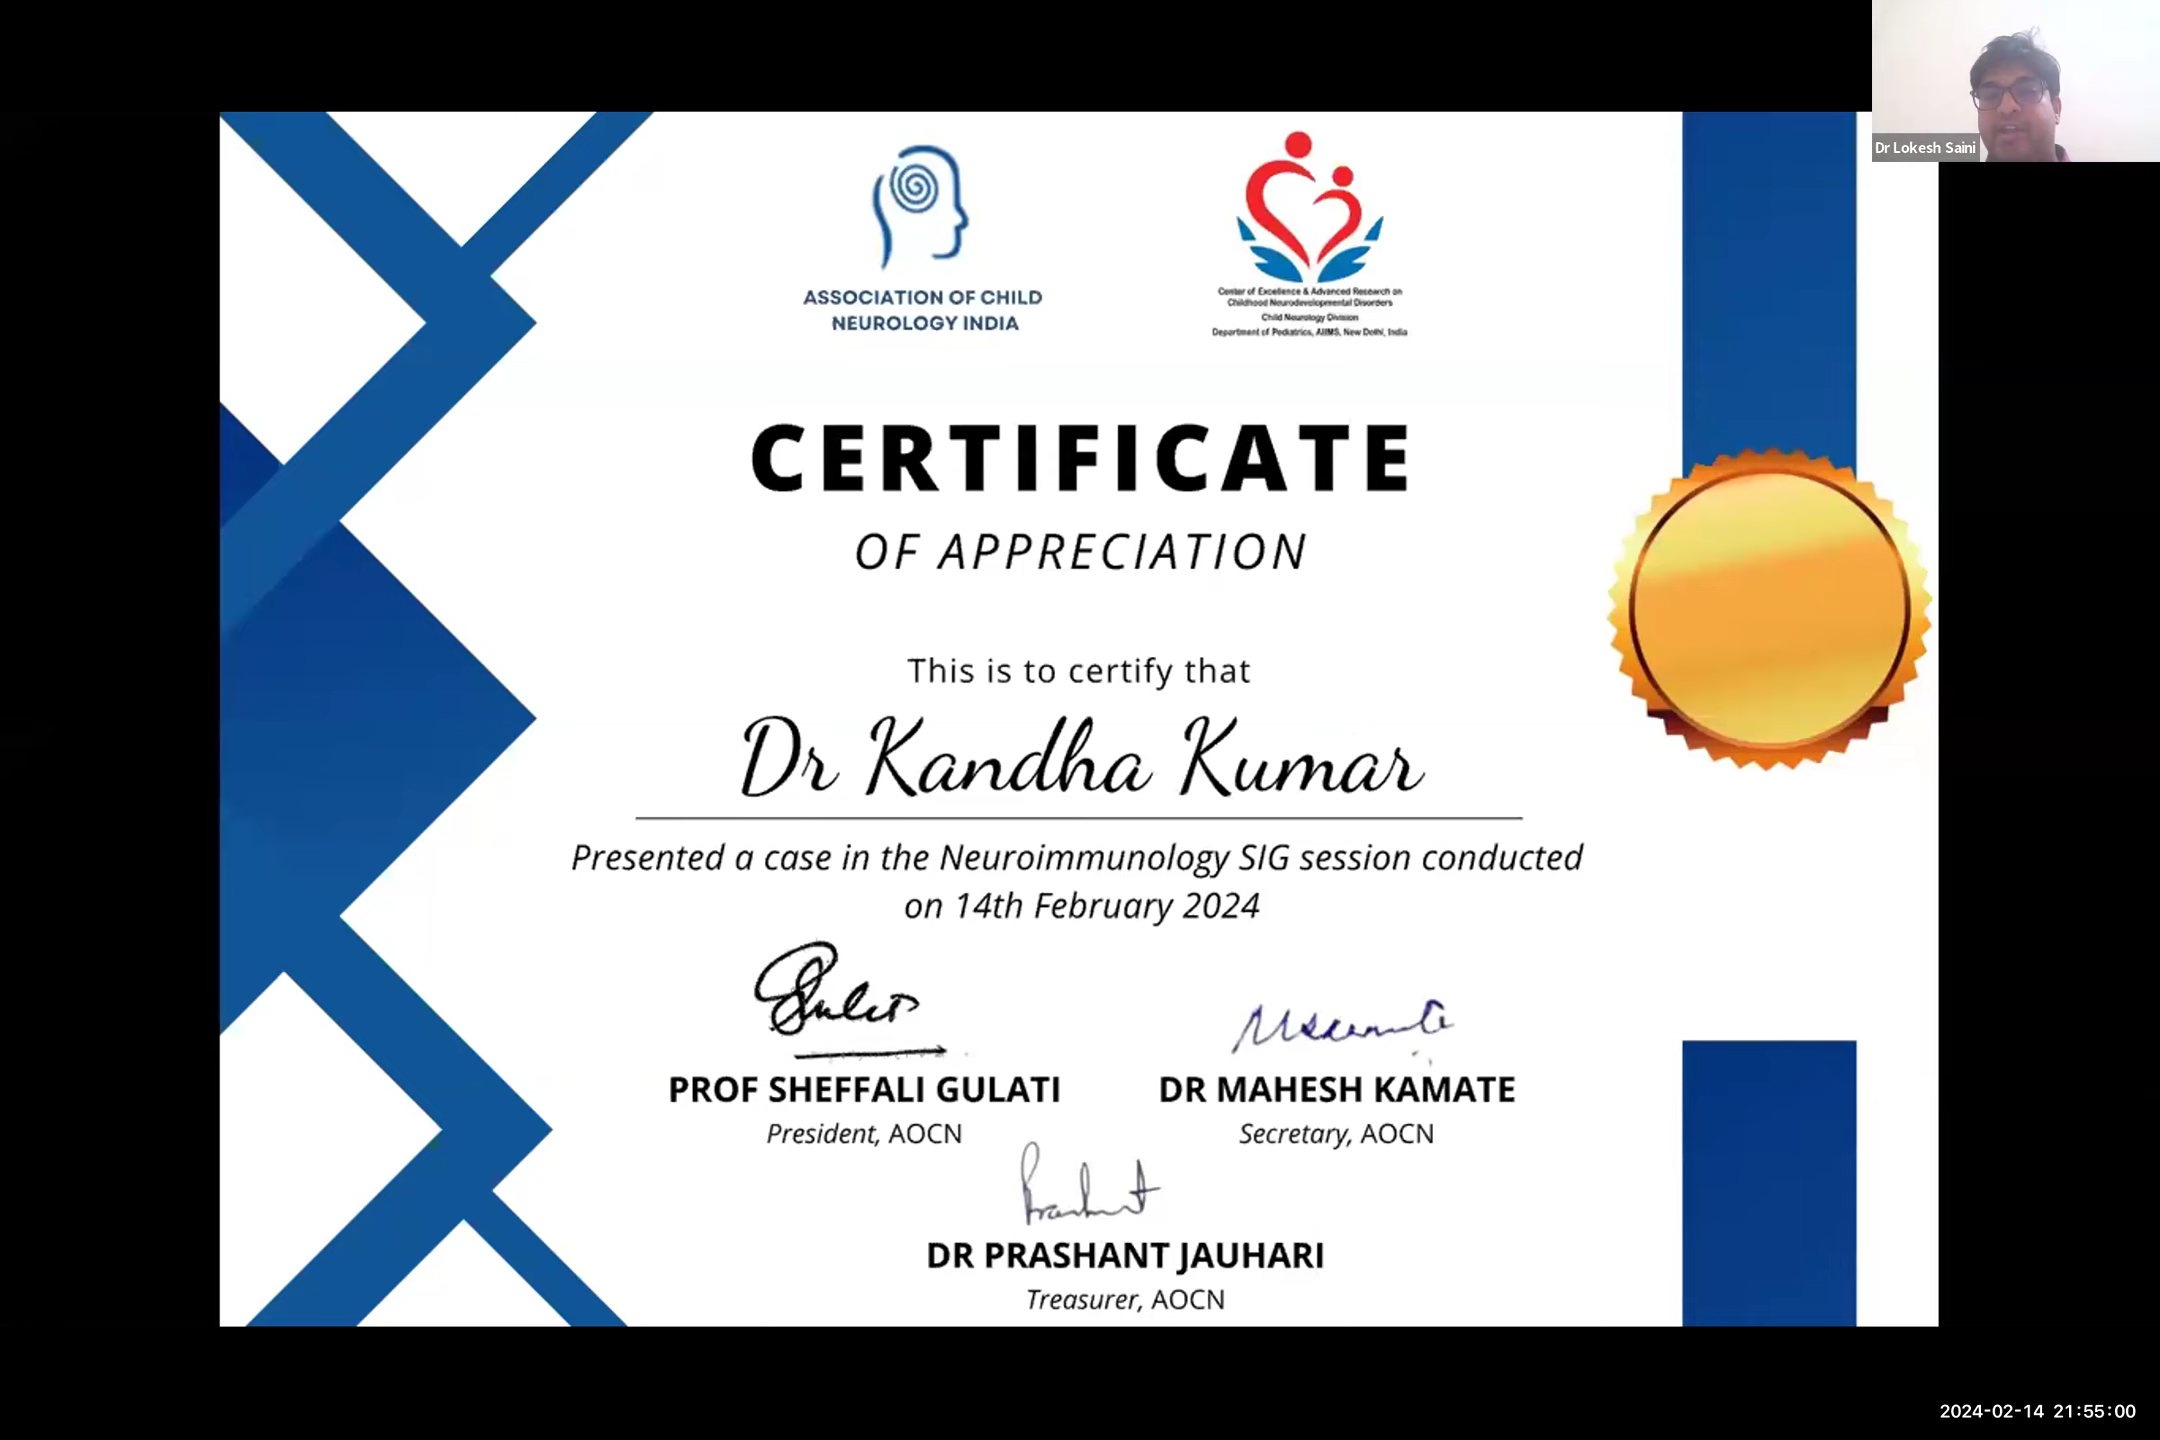 Dr Lokesh Saini
ASSOCIATION OF CHILD
NEUROLOGY INDIA
Center of Excellence & Advanced Research on
Childhood Neurodevelopmental Disorders
Child Neurology Division
Department of Pediatrics, AIIMS, New Delhi, India
CERTIFICATE
OF APPRECIATION
This is to certify that
Dr Kandha Kumar
Presented a case in the Neuroimmunology SIG session conducted
on 14th February 2024
PROF SHEFFALI GULATI
President, AOCN
DR MAHESH KAMATE
Secretary, AOCN
Prashant
DR PRASHANT JAUHARI
Treasurer, AOCN
2024-02-14 21:55:00